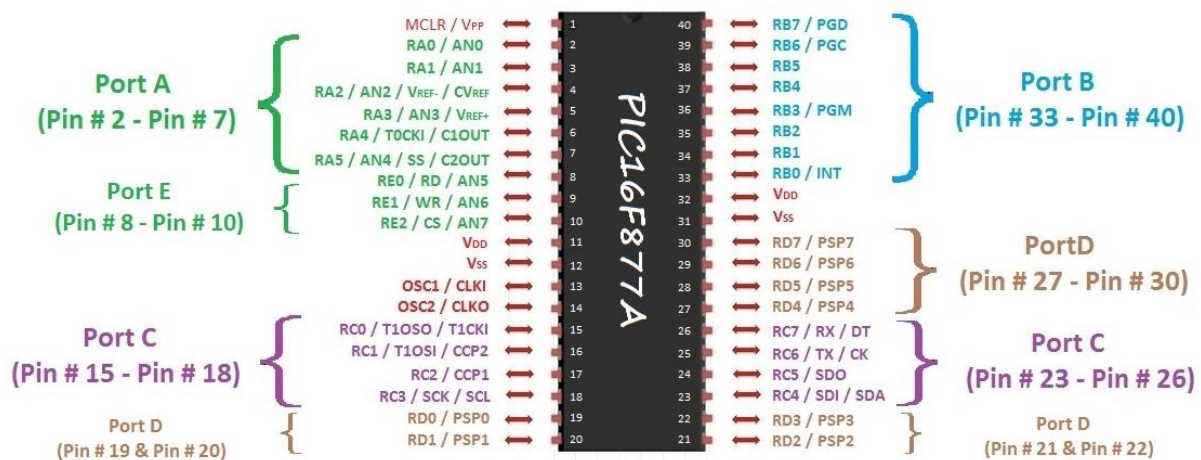 Port A
(Pin # 2 - Pin # 7)
Port E
(Pin # 8 - Pin # 10)
Port C
(Pin # 15 - Pin # 18)
Port D
(Pin # 19 & Pin # 20)
MCLR / VPP
RA0 / AN0
RA1 / AN1
RA2 / AN2 / VREF- / CVREF
RA3 / AN3 / VREF+
RA4 / T0CKI / C1OUT
RA5 / AN4 / SS / C2OUT
RE0 / RD / AN5
RE1 / WR / AN6
RE2 / CS / AN7
VDD
VSS
OSC1 / CLKI
OSC2 / CLKO
RC0 / T1OSO / T1CKI
RC1 / T1OSI / CCP2
RC2 / CCP1
RC3 / SCK / SCL
RD0 / PSP0
RD1 / PSP1
1
2
3
4
5
6
7
8
9
10
11
12
13
14
15
16
17
18
19
20
PIC16F877A
40
39
38
37
36
35
34
33
32
31
30
29
28
27
26
25
24
23
22
21
RB7 / PGD
RB6 / PGC
RB5
RB4
RB3 / PGM
RB2
RB1
RB0 / INT
VDD
VSS
RD7 / PSP7
RD6 / PSP6
RD5 / PSP5
RD4 / PSP4
RC7 / RX / DT
RC6 / TX / CK
RC5 / SDO
RC4 / SDI / SDA
RD3 / PSP3
RD2 / PSP2
Port B
(Pin # 33 - Pin # 40)
PortD
(Pin # 27 - Pin # 30)
Port C
(Pin # 23 - Pin # 26)
Port D
(Pin # 21 & Pin # 22)